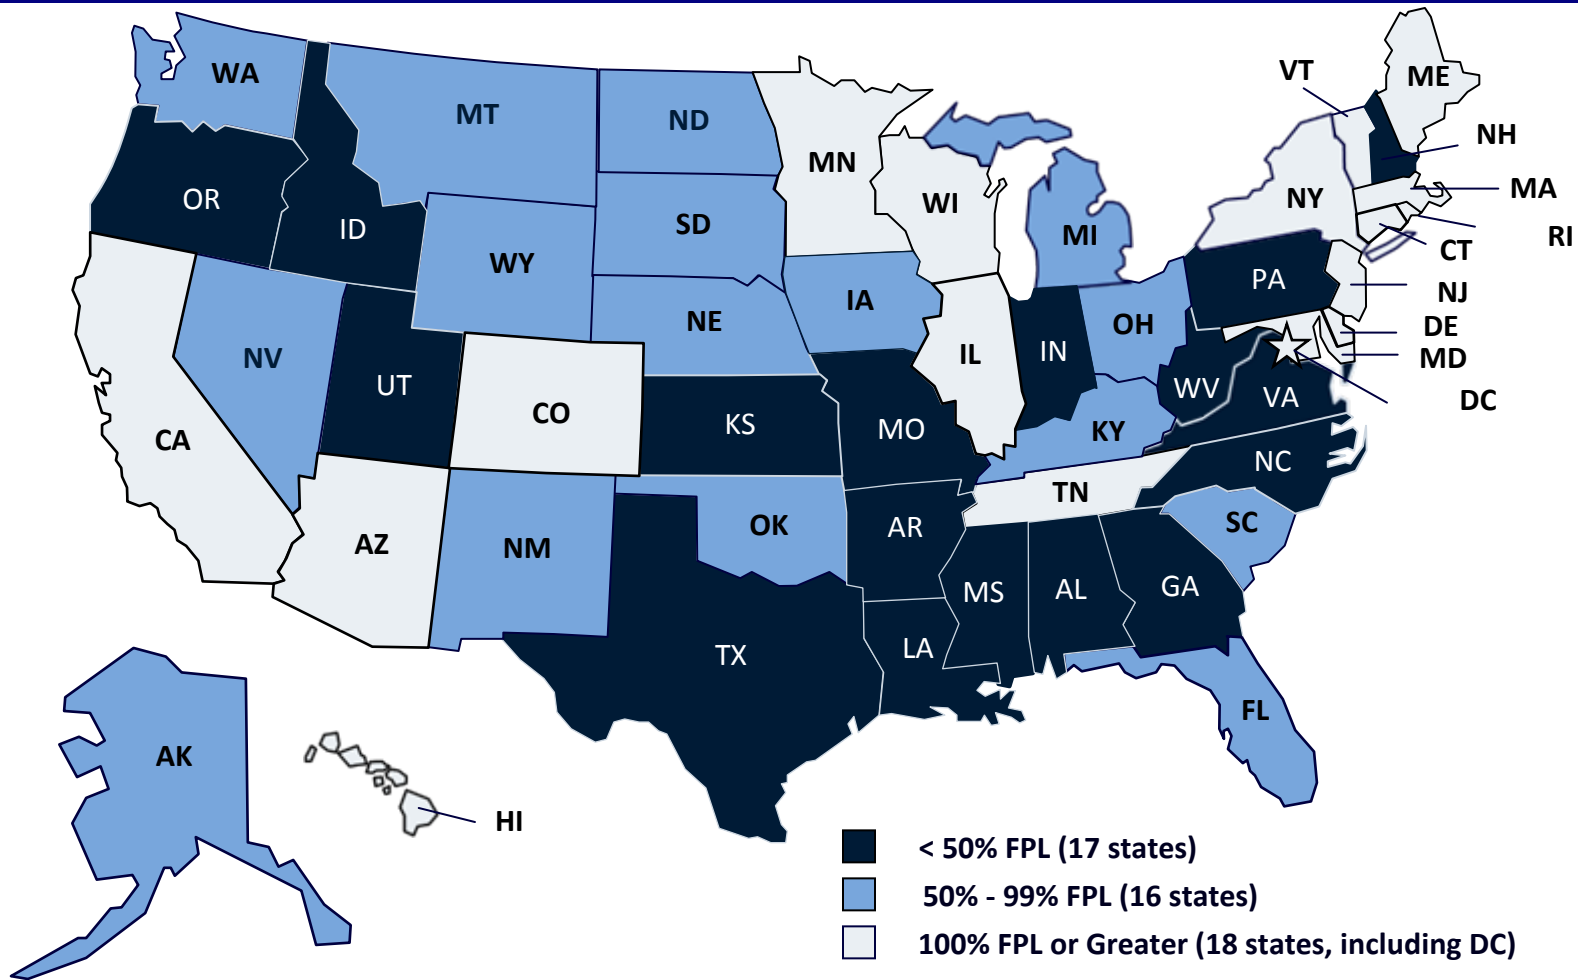 WA
MT
ND
MN
VT
ME
NH
OR
ID
SD
WI
MI
NY
MA
RI
CT
WY
IA
PA
NJ
NE
OH
DE
NV
IL
IN
MD
UT
CO
KS
MO
WV
VA
DC
CA
KY
NC
TN
AZ
NM
OK
AR
SC
MS
AL
GA
TX
LA
FL
AK
HI
< 50% FPL (17 states)
50% - 99% FPL (16 states)
100% FPL or Greater (18 states, including DC)